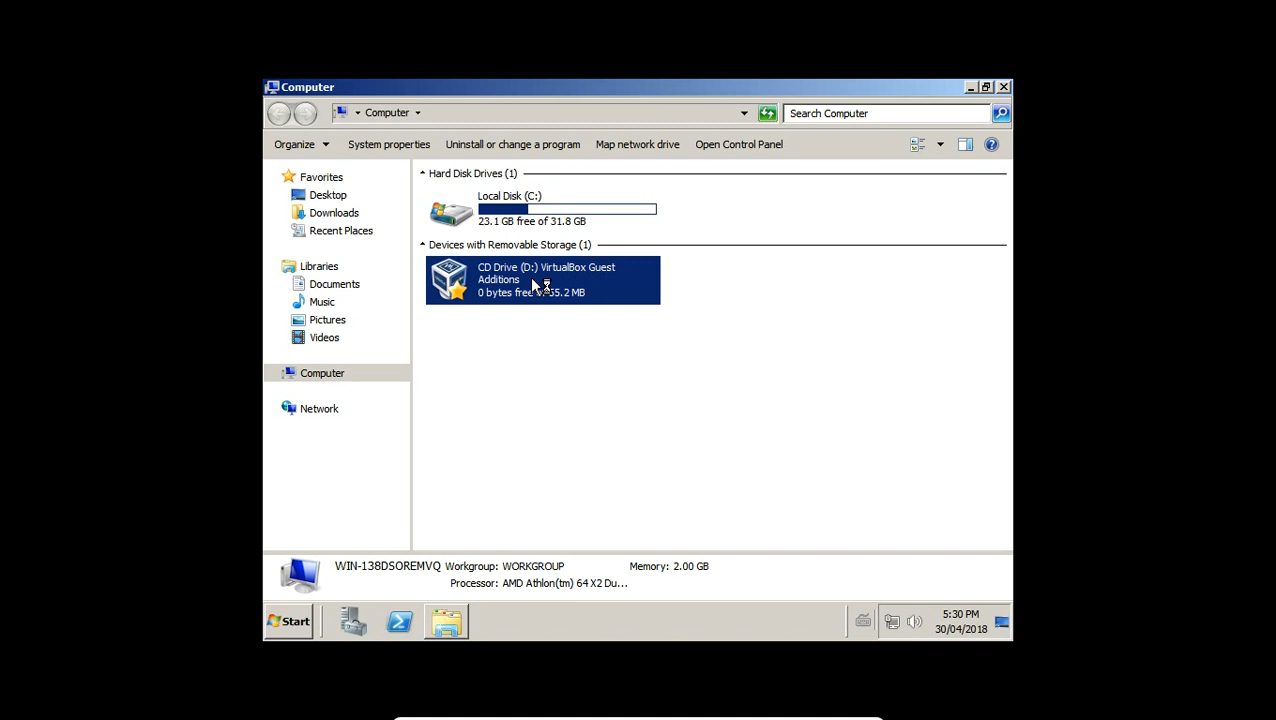 Computer
Computer
Search Computer
Organize System properties Uninstall or change a program Map network drive Open Control Panel
Favorites
Desktop
Downloads
Recent Places
Libraries
Documents
Music
Pictures
Videos
Computer
Network
Hard Disk Drives (1)
Local Disk (C:)
23.1 GB free of 31.8 GB
Devices with Removable Storage (1)
CD Drive (D:) VirtualBox Guest
Additions
0 bytes free 55.2 MB
WIN-138DSOREMVQ Workgroup: WORKGROUP Memory: 2.00 GB
Processor: AMD Athlon(tm) 64 X2 Du...
Start
5:30 PM
30/04/2018